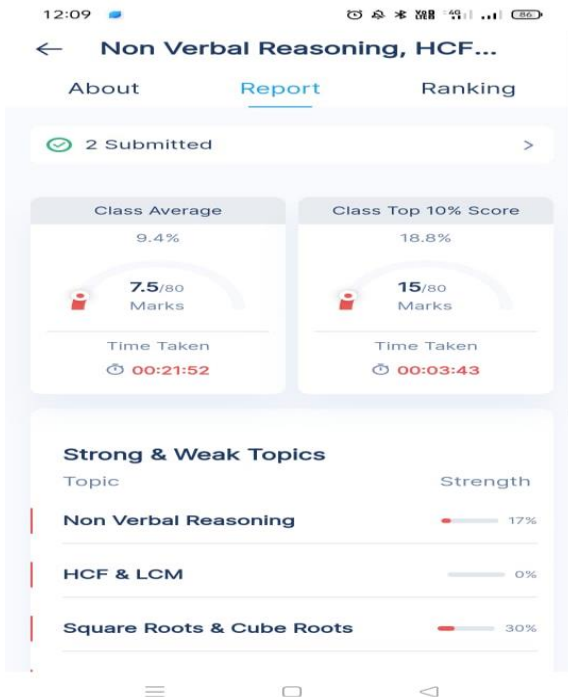 12:09 4G 86
Non Verbal Reasoning, HCF...
About Report Ranking
2 Submitted >
Class Average
9.4%
7.5/80
Marks
Time Taken
00:21:52
Class Top 10% Score
18.8%
15/80
Marks
Time Taken
00:03:43
Strong & Weak Topics
Topic Strength
Non Verbal Reasoning 17%
HCF & LCM 0%
Square Roots & Cube Roots 30%